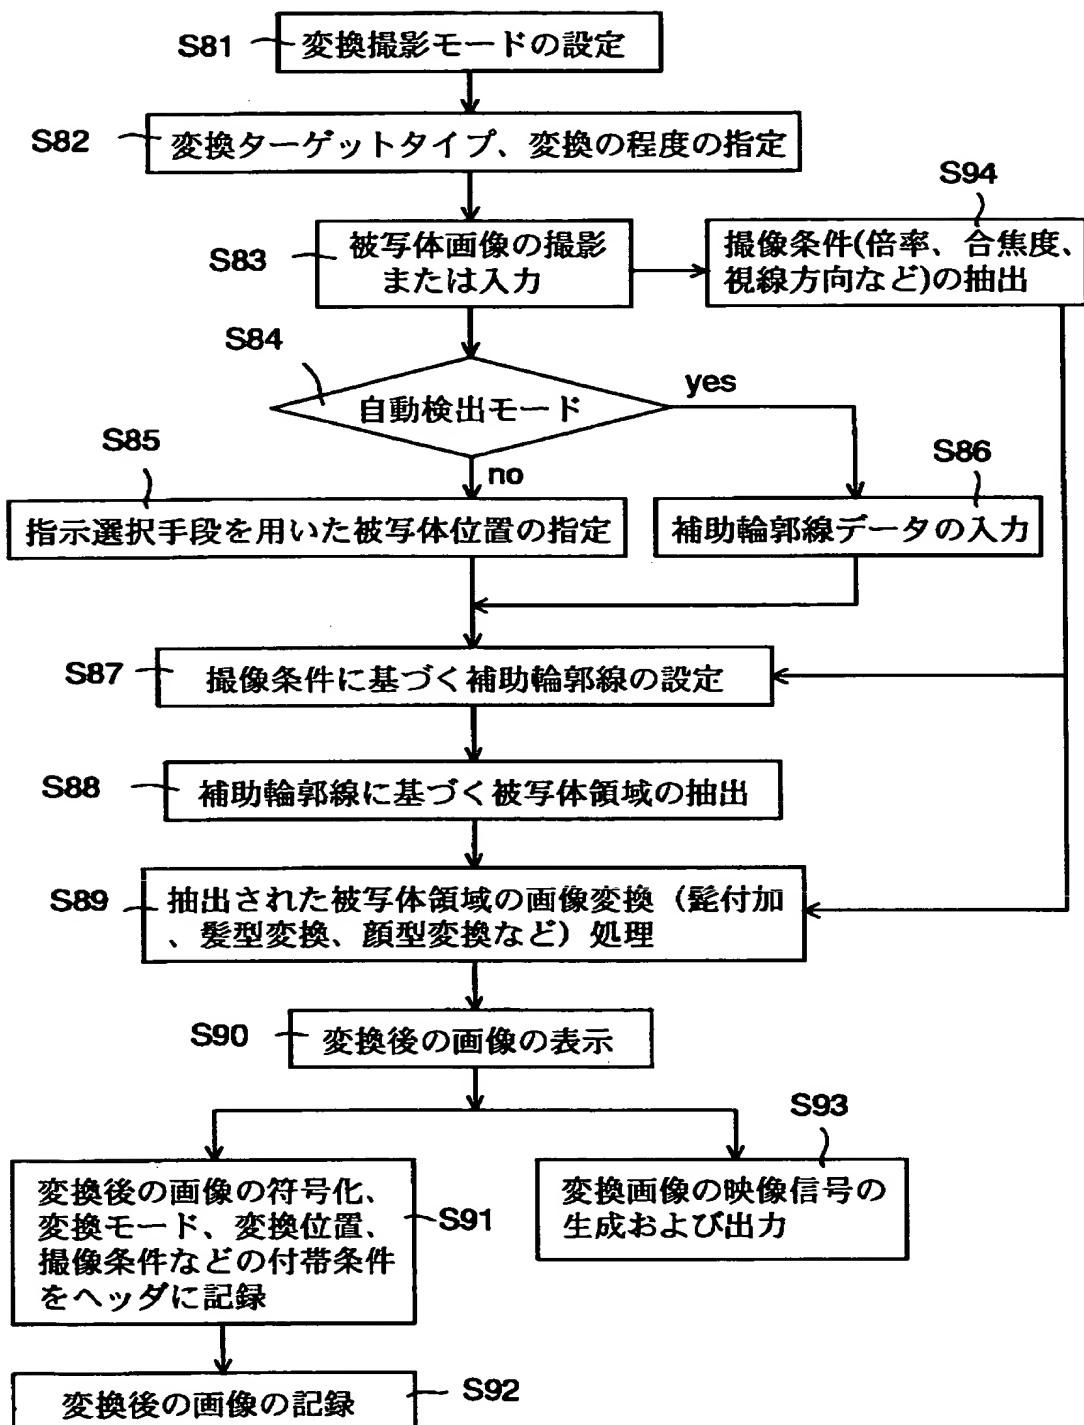 S81
変換撮影モードの設定
S82
変換ターゲットタイプ、変換の程度の指定
S94
S83
被写体画像の撮影
または入力
撮像条件(倍率、合焦度、
視線方向など)の抽出
S84
自動検出モード
yes
no
S85
指示選択手段を用いた被写体位置の指定
S86
補助輪郭線データの入力
S87
撮像条件に基づく補助輪郭線の設定
S88
補助輪郭線に基づく被写体領域の抽出
S89
抽出された被写体領域の画像変換（髭付加
、髪型変換、顔型変換など）処理
S90
変換後の画像の表示
S93
変換後の画像の符号化、
変換モード、変換位置、
撮像条件などの付帯条件
をヘッダに記録
S91
変換画像の映像信号の
生成および出力
変換後の画像の記録
S92